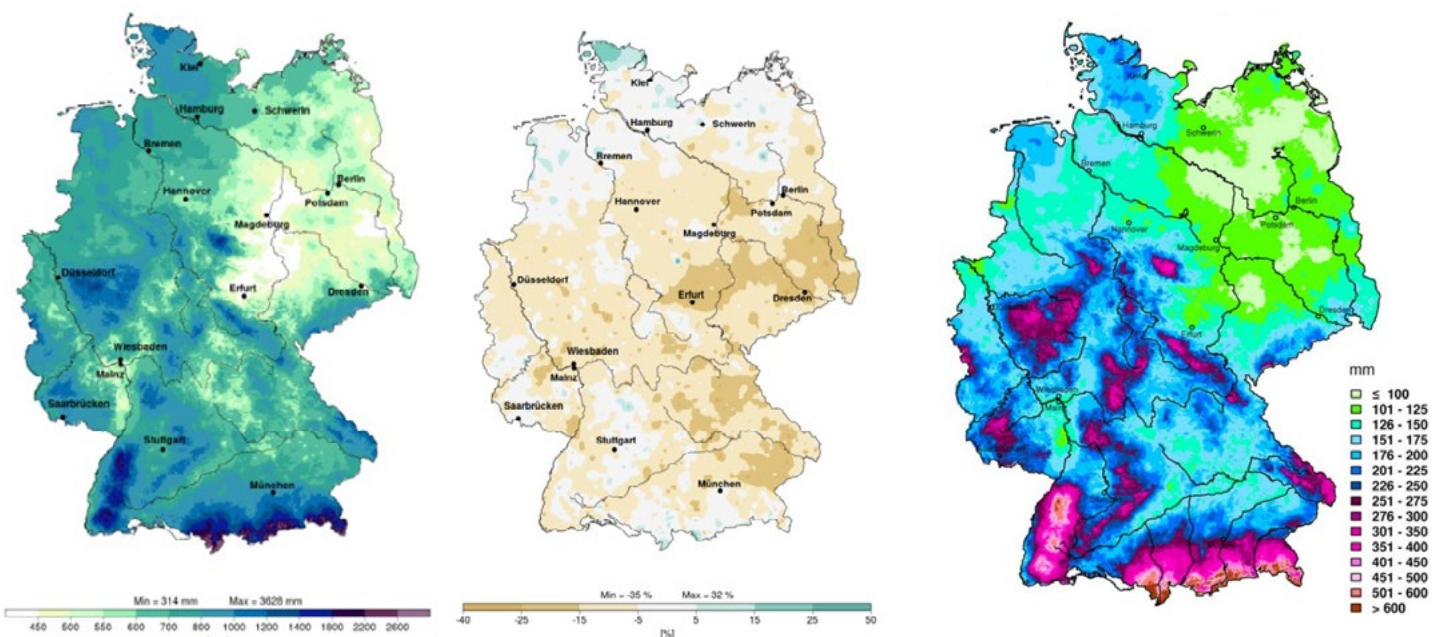 Kiel
Hamburg
Schwerin
Bremen
Berlin
Hannover
Potsdam
Magdeburg
Düsseldorf
Erfurt
Dresden
Wiesbaden
Mainz
Saarbrücken
Stuttgart
München
Min = 314 mm Max = 3628 mm
450 500 550 600 700 800 1000 1200 1400 1800 2200 2600
Kiel
Hamburg
Schwerin
Bremen
Berlin
Hannover
Potsdam
Magdeburg
Düsseldorf
Erfurt
Dresden
Wiesbaden
Mainz
Saarbrücken
Stuttgart
München
Min = -35 % Max = 32 %
-40 -25 -15 -5 5 15 25 50
[%]
Kiel
Hamburg
Schwerin
Bremen
Berlin
Hannover
Potsdam
Magdeburg
Erfurt
Dresden
Mainz
mm
≤ 100
101 - 125
126 - 150
151 - 175
176 - 200
201 - 225
226 - 250
251 - 275
276 - 300
301 - 350
351 - 400
401 - 450
451 - 500
501 - 600
> 600